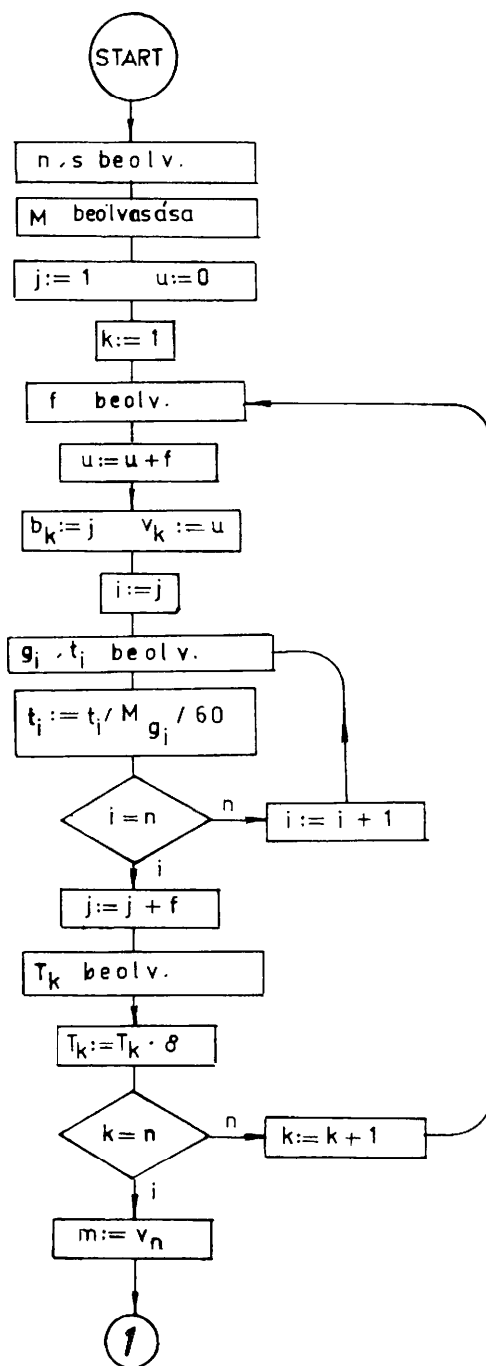 START
n, s beolv.
M beolvasása
j:= 1 u:= 0
k:= 1
f beolv.
u:= u + f
b_k:= j v_k:= u
i:= j
g_i, t_i beolv.
t_i:= t_i / M_g_i / 60
i = n
n
i:= i + 1
i
j:= j + f
T_k beolv.
T_k:= T_k · 8
k = n
n
k:= k + 1
i
m:= v_n
1